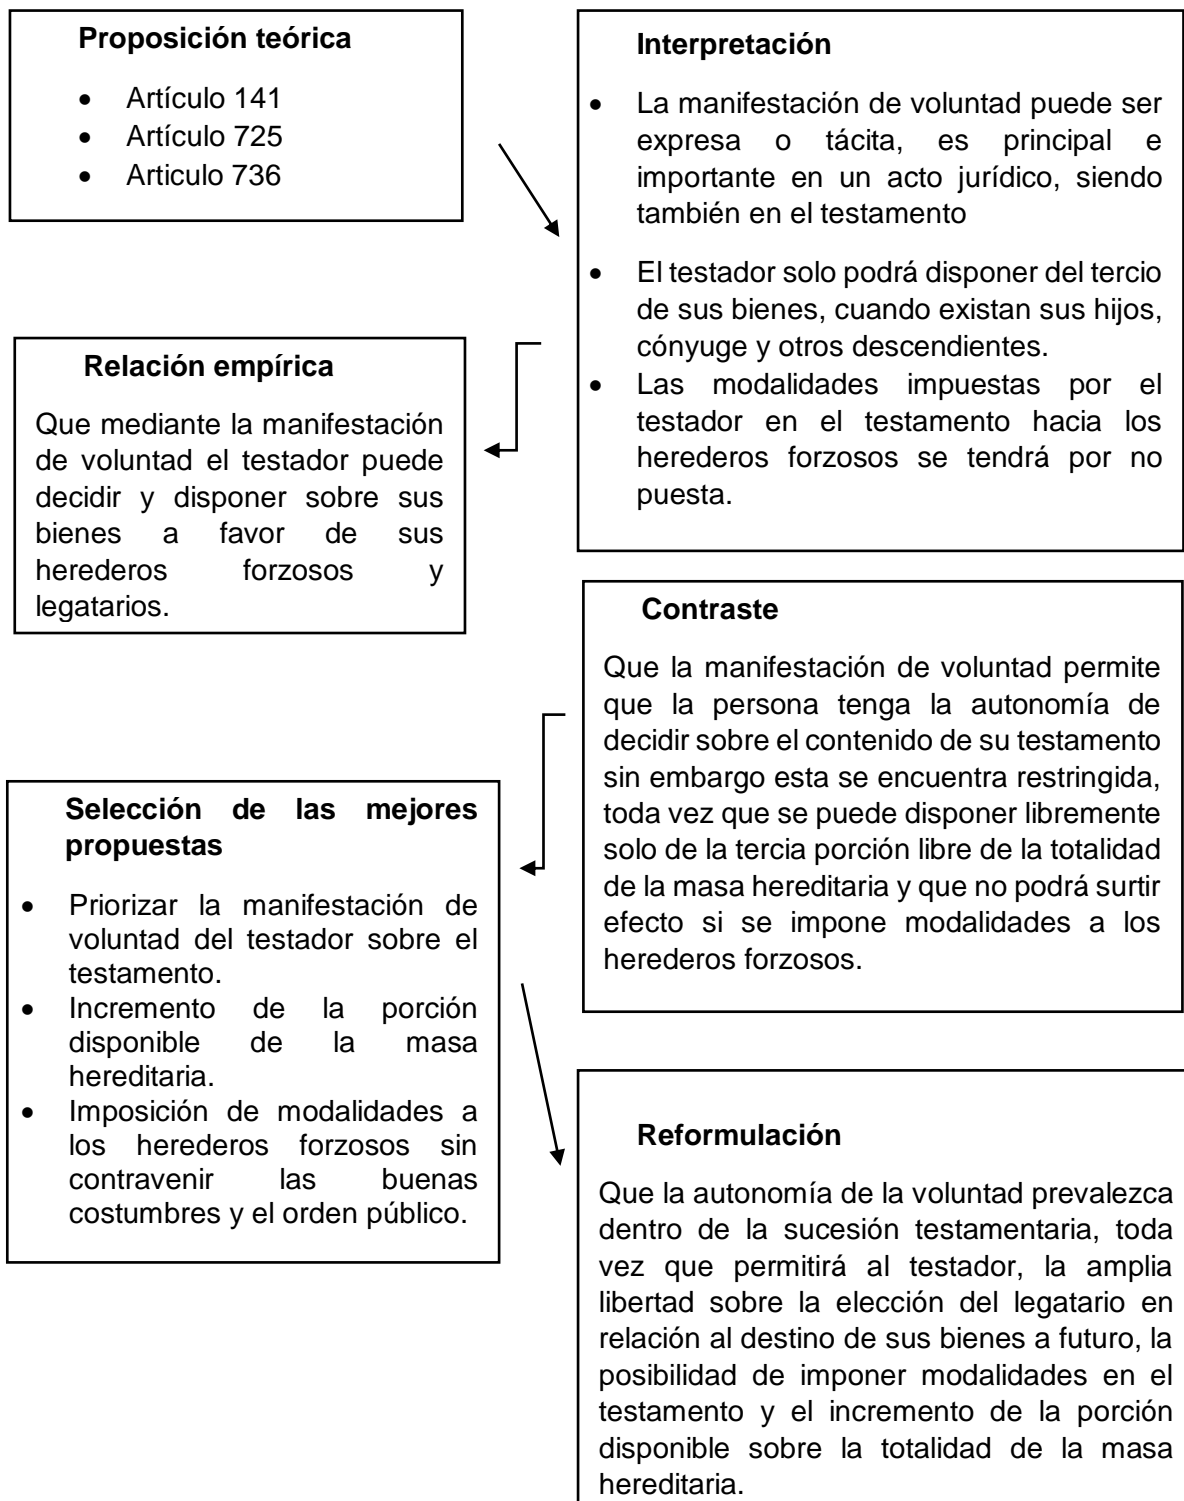 Proposición teórica
• Artículo 141
• Artículo 725
• Articulo 736
Interpretación
• La manifestación de voluntad puede ser
expresa o tácita, es principal e
importante en un acto jurídico, siendo
también en el testamento
• El testador solo podrá disponer del tercio
de sus bienes, cuando existan sus hijos,
cónyuge y otros descendientes.
• Las modalidades impuestas por el
testador en el testamento hacia los
herederos forzosos se tendrá por no
puesta.
Relación empírica
Que mediante la manifestación
de voluntad el testador puede
decidir y disponer sobre sus
bienes a favor de sus
herederos forzosos y
legatarios.
Contraste
Que la manifestación de voluntad permite
que la persona tenga la autonomía de
decidir sobre el contenido de su testamento
sin embargo esta se encuentra restringida,
toda vez que se puede disponer libremente
solo de la tercia porción libre de la totalidad
de la masa hereditaria y que no podrá surtir
efecto si se impone modalidades a los
herederos forzosos.
Selección de las mejores
propuestas
• Priorizar la manifestación de
voluntad del testador sobre el
testamento.
• Incremento de la porción
disponible de la masa
hereditaria.
• Imposición de modalidades a
los herederos forzosos sin
contravenir las buenas
costumbres y el orden público.
Reformulación
Que la autonomía de la voluntad prevalezca
dentro de la sucesión testamentaria, toda
vez que permitirá al testador, la amplia
libertad sobre la elección del legatario en
relación al destino de sus bienes a futuro, la
posibilidad de imponer modalidades en el
testamento y el incremento de la porción
disponible sobre la totalidad de la masa
hereditaria.